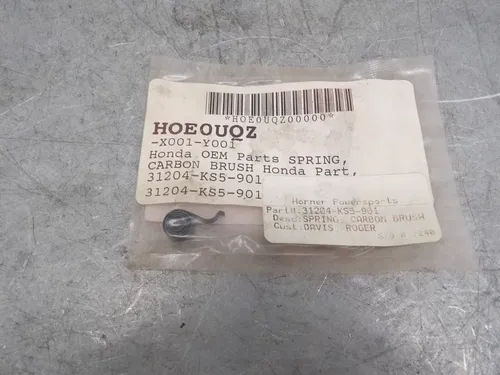 *HOE0UQZ00000*
HOE0UQZ
-X001-Y001
Honda OEM Parts SPRING,
CARBON BRUSH Honda Part,
31204-KS5-901
31204-KS5-901
Horner Powersports
Part#:31204-KS5-901
Desc:SPRING, CARBON BRUSH
Cust:DAVIS, ROGER